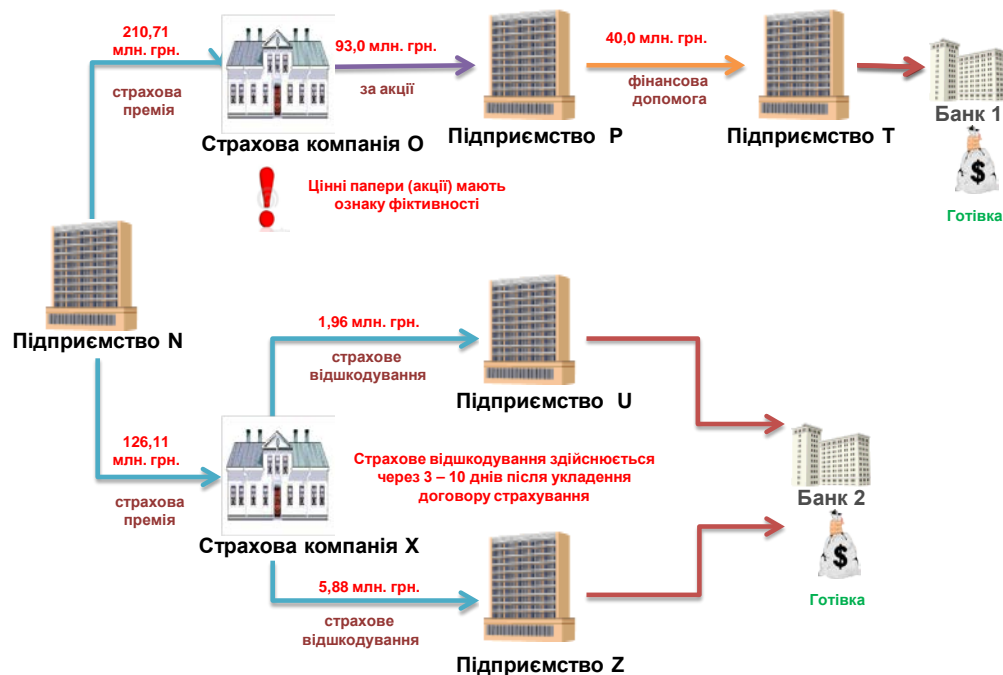 210,71
млн. грн.
страхова
премія
Страхова компанія О
93,0 млн. грн.
за акції
Підприємство Р
40,0 млн. грн.
фінансова
допомога
Підприємство Т
Банк 1
$
Готівка
Цінні папери (акції) мають
ознаку фіктивності
Підприємство N
1,96 млн. грн.
страхове
відшкодування
Підприємство U
126,11
млн. грн.
страхова
премія
Страхова компанія Х
Страхове відшкодування здійснюється
через 3 – 10 днів після укладення
договору страхування
Банк 2
$
Готівка
5,88 млн. грн.
страхове
відшкодування
Підприємство Z